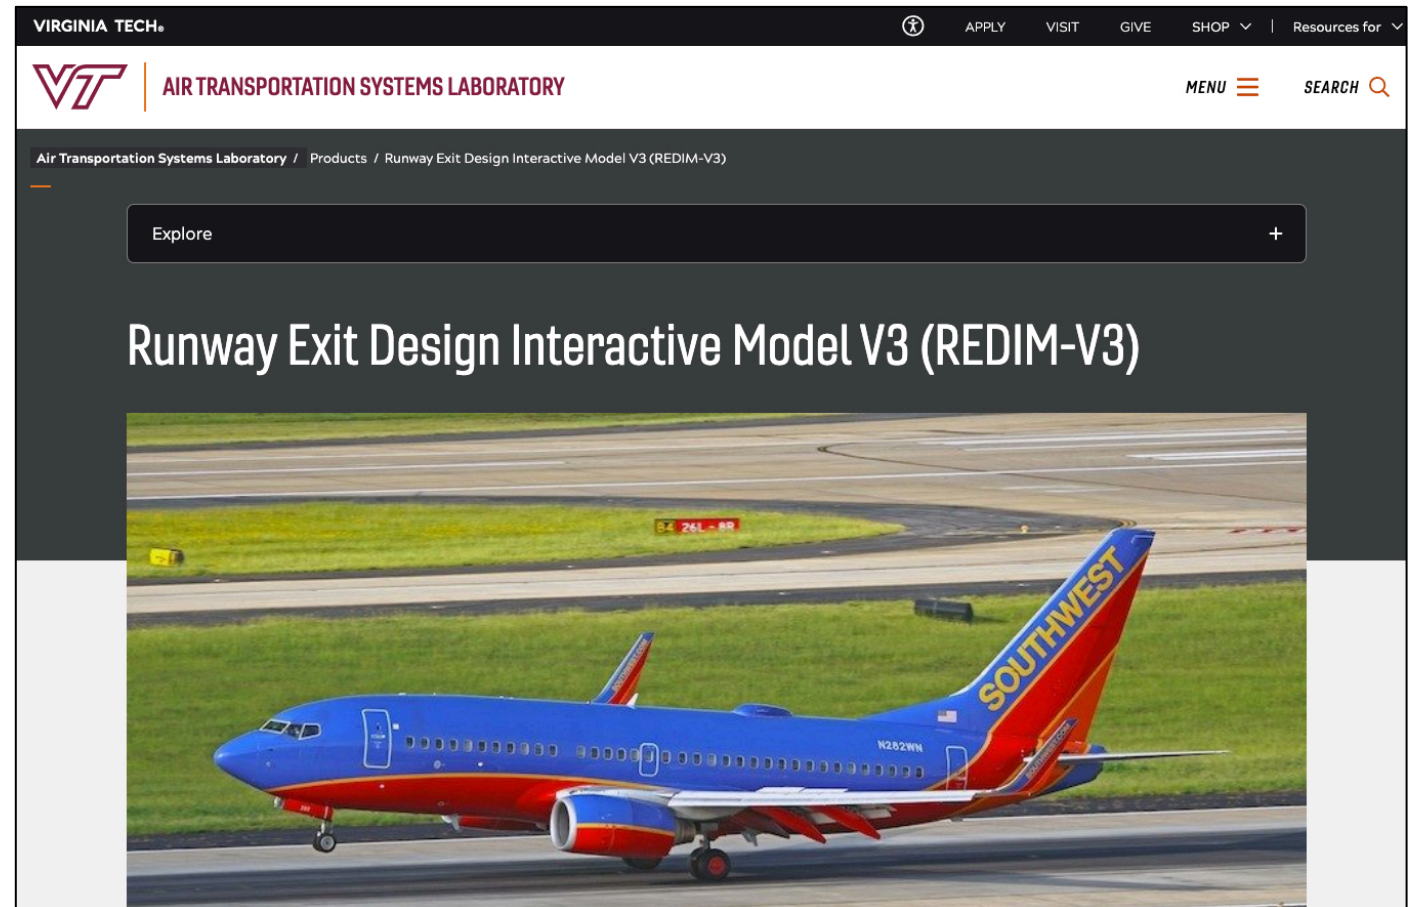 VIRGINIA TECH®
APPLY VISIT GIVE SHOP | Resources for
VT
AIR TRANSPORTATION SYSTEMS LABORATORY
MENU SEARCH
Air Transportation Systems Laboratory / Products / Runway Exit Design Interactive Model V3 (REDIM-V3)
Explore +
Runway Exit Design Interactive Model V3 (REDIM-V3)
B4 26L - 8R
SOUTHWEST
N282WN